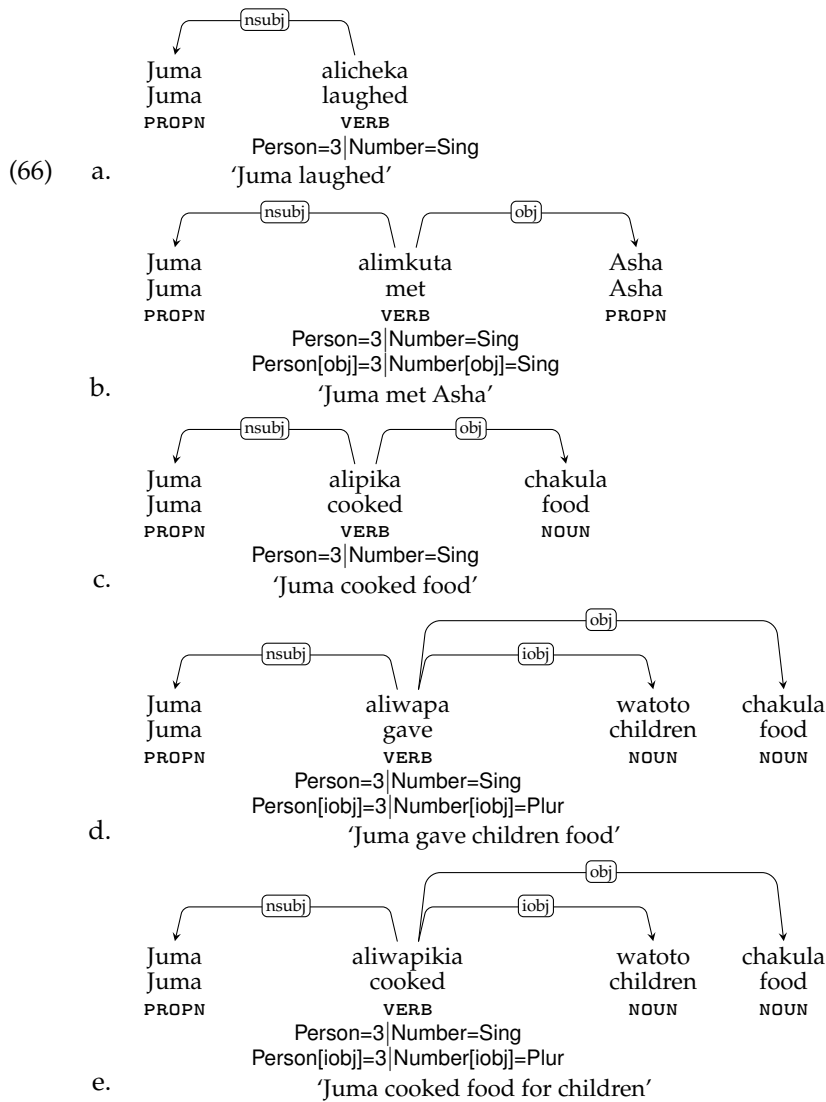 nsubj
Juma alicheka
Juma laughed
PROPN VERB
Person=3|Number=Sing
(66) a. ‘Juma laughed’
nsubj obj
Juma alimkuta Asha
Juma met Asha
PROPN VERB PROPN
Person=3|Number=Sing
Person[obj]=3|Number[obj]=Sing
b. ‘Juma met Asha’
nsubj obj
Juma alipika chakula
Juma cooked food
PROPN VERB NOUN
Person=3|Number=Sing
c. ‘Juma cooked food’
obj
nsubj iobj
Juma aliwapa watoto chakula
Juma gave children food
PROPN VERB NOUN NOUN
Person=3|Number=Sing
Person[iobj]=3|Number[iobj]=Plur
d. ‘Juma gave children food’
obj
nsubj iobj
Juma aliwapikia watoto chakula
Juma cooked children food
PROPN VERB NOUN NOUN
Person=3|Number=Sing
Person[iobj]=3|Number[iobj]=Plur
e. ‘Juma cooked food for children’